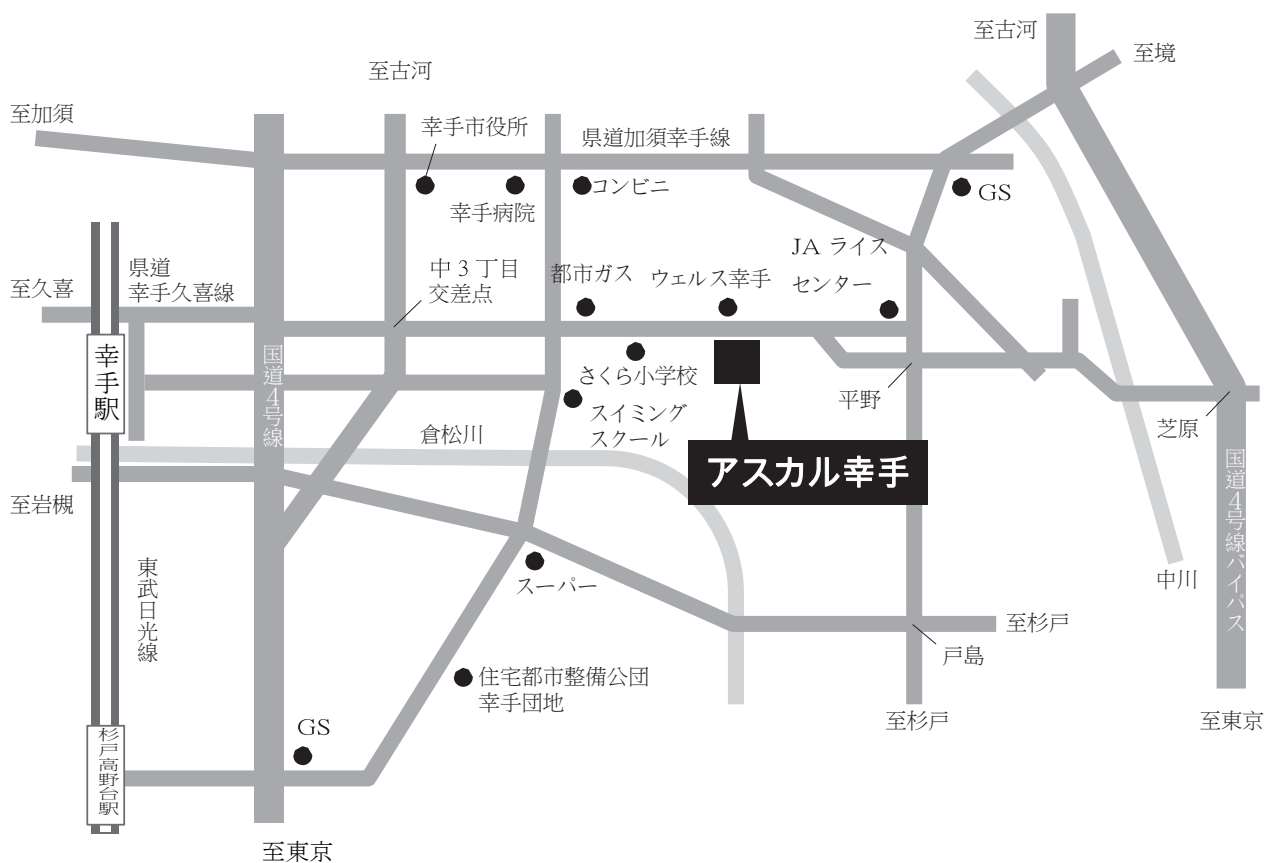 至古河
至境
至古河
至加須
幸手市役所
県道加須幸手線
幸手病院
コンビニ
GS
JA ライス
センター
県道
幸手久喜線
至久喜
中3丁目
交差点
都市ガス
ウェルス幸手
幸手駅
国道4号線
さくら小学校
平野
スイミング
スクール
芝原
倉松川
アスカル幸手
国道4号線バイパス
至岩槻
東武日光線
スーパー
中川
至杉戸
戸島
住宅都市整備公団
幸手団地
至杉戸
至東京
GS
杉戸高野台駅
至東京